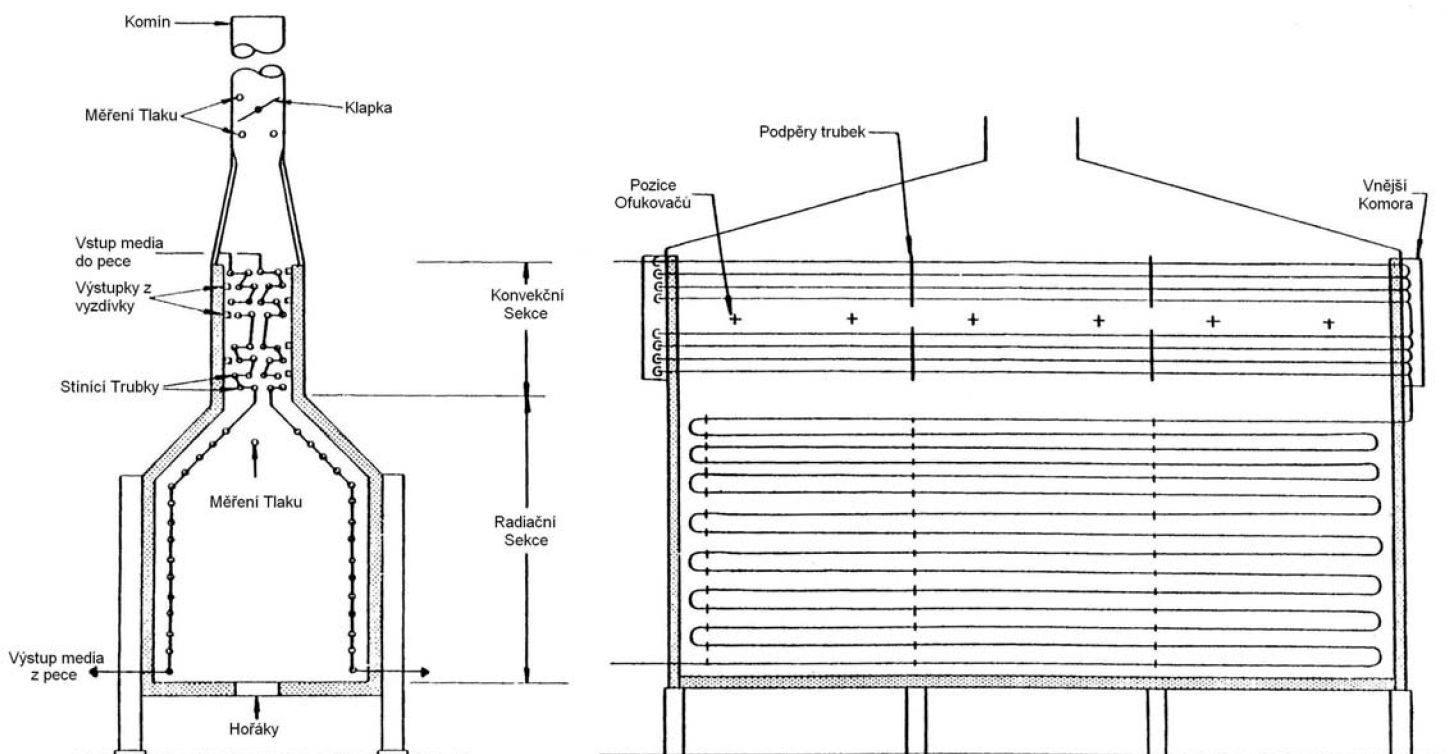 Komín
Měření Tlaku
Klapka
Vstup media
do pece
Výstupky z
vyzdívky
Konvekční
Sekce
Stínicí Trubky
Měření Tlaku
Radiační
Sekce
Výstup media
z pece
Hořáky
Podpěry trubek
Pozice
Ofukovačů
Vnější
Komora